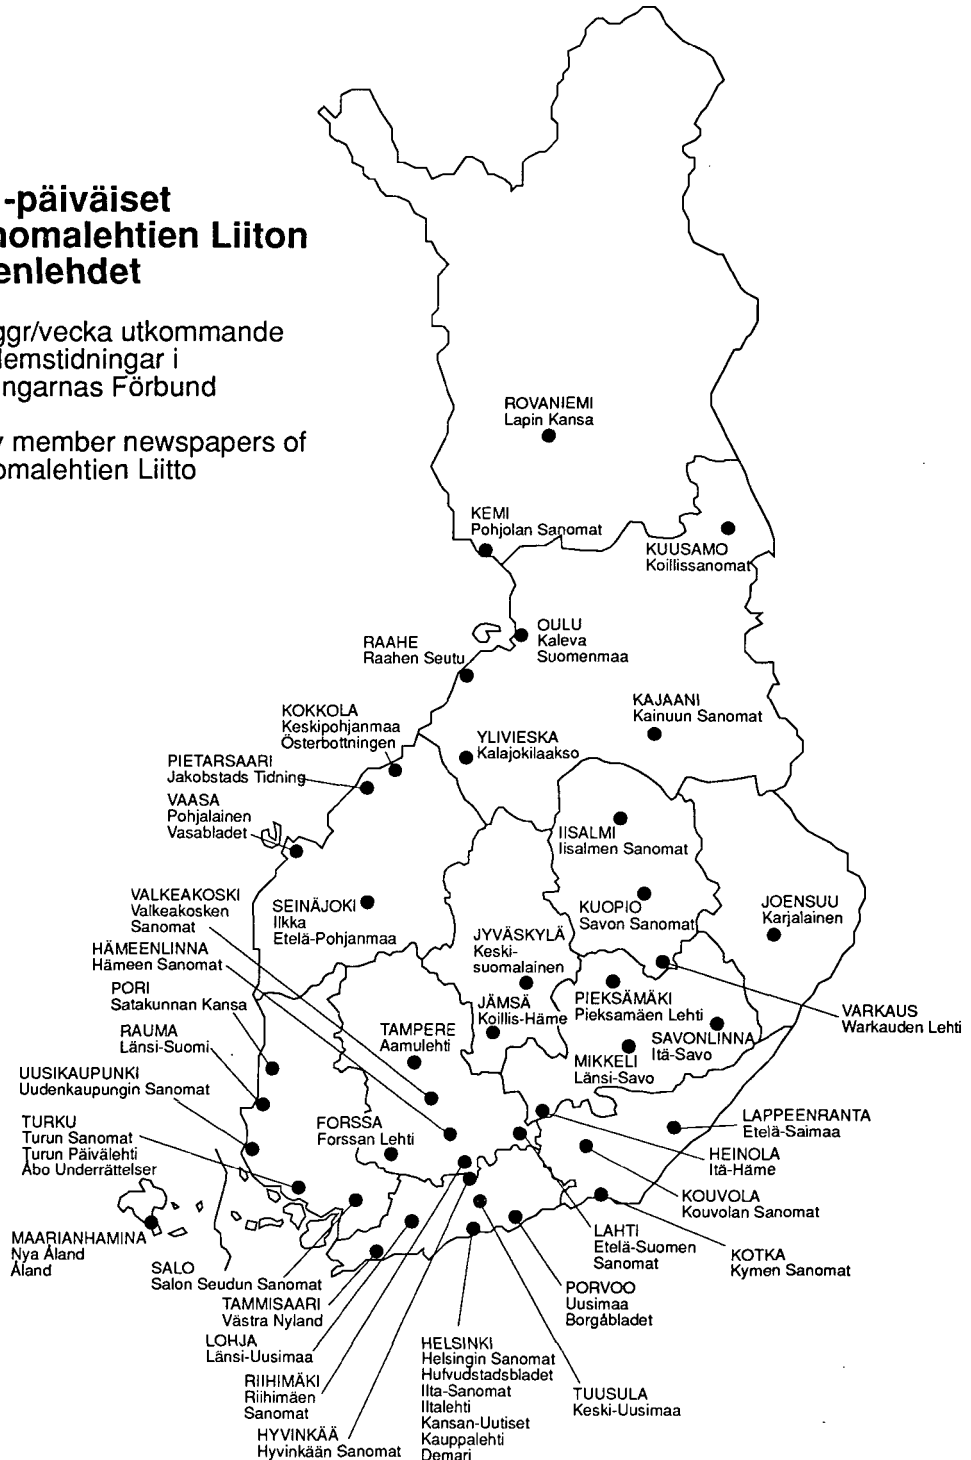 -päiväiset
nomalehtien Liiton
enlehdet
ggr/vecka utkommande
lemstidningar i
ngarnas Förbund
y member newspapers of
omalehtien Liitto
ROVANIEMI
Lapin Kansa
KEMI
Pohjolan Sanomat
KUUSAMO
Koillissanomat
OULU
Kaleva
Suomenmaa
RAAHE
Raahen Seutu
KAJAANI
Kainuun Sanomat
KOKKOLA
Keskipohjanmaa
Österbottningen
YLIVIESKA
Kalajokilaakso
PIETARSAARI
Jakobstads Tidning
VAASA
Pohjalainen
Vasabladet
IISALMI
Iisalmen Sanomat
VALKEAKOSKI
Valkeakosken
Sanomat
SEINÄJOKI
Ilkka
Etelä-Pohjanmaa
KUOPIO
Savon Sanomat
JOENSUU
Karjalainen
HÄMEENLINNA
Hämeen Sanomat
JYVÄSKYLÄ
Keski-
suomalainen
PORI
Satakunnan Kansa
JÄMSÄ
Koillis-Häme
PIEKSÄMÄKI
Pieksamäen Lehti
VARKAUS
Warkauden Lehti
RAUMA
Länsi-Suomi
TAMPERE
Aamulehti
SAVONLINNA
Itä-Savo
MIKKELI
Länsi-Savo
UUSIKAUPUNKI
Uudenkaupungin Sanomat
LAPPEENRANTA
Etelä-Saimaa
TURKU
Turun Sanomat
Turun Päivälehti
Åbo Underrättelser
FORSSA
Forssan Lehti
HEINOLA
Itä-Häme
KOUVOLA
Kouvolan Sanomat
MAARIANHAMINA
Nya Åland
Åland
LAHTI
Etelä-Suomen
Sanomat
KOTKA
Kymen Sanomat
SALO
Salon Seudun Sanomat
PORVOO
Uusimaa
Borgåbladet
TAMMISAARI
Västra Nyland
LOHJA
Länsi-Uusimaa
HELSINKI
Helsingin Sanomat
Hufvudstadsbladet
Ilta-Sanomat
Iltalehti
Kansan-Uutiset
Kauppalehti
Demari
RIIHIMÄKI
Riihimäen
Sanomat
TUUSULA
Keski-Uusimaa
HYVINKÄÄ
Hyvinkään Sanomat